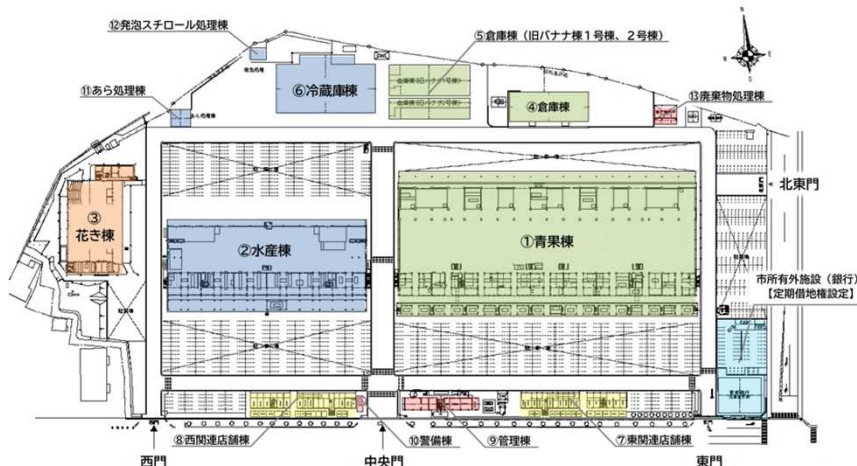 ⑫発泡スチロール処理棟
⑤倉庫棟（旧バナナ棟１号棟、２号棟）
⑪あら処理棟
⑥冷蔵庫棟
④倉庫棟
⑬廃棄物処理棟
③
花き棟
②水産棟
①青果棟
北東門
市所有外施設（銀行）
【定期借地権設定】
⑧西関連店舗棟
⑩警備棟
⑨管理棟
⑦東関連店舗棟
西門
中央門
東門